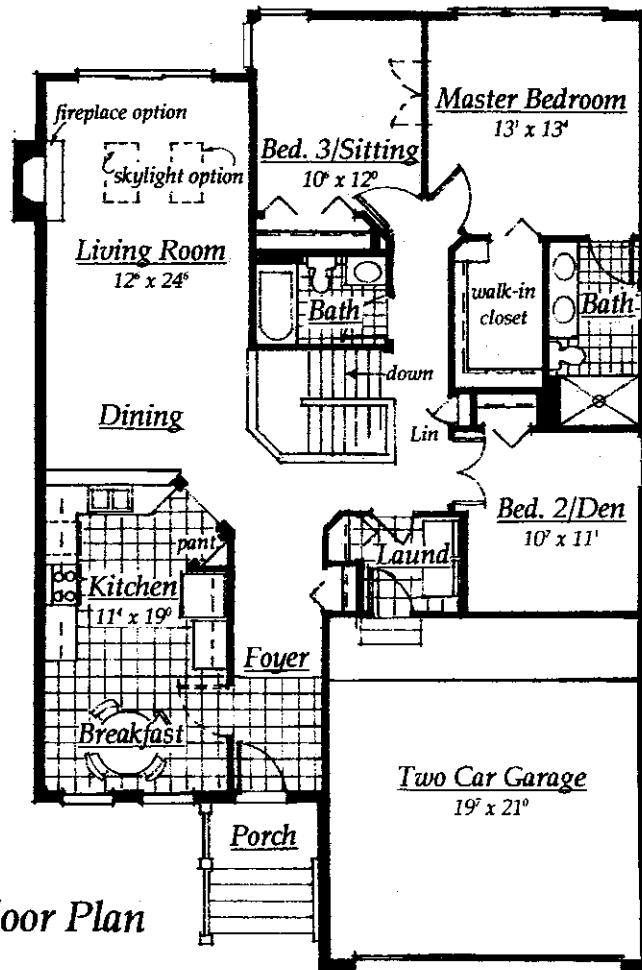 fireplace option
skylight option
Living Room
12⁶ x 24⁶
Bed. 3/Sitting
10⁶ x 12⁰
Master Bedroom
13¹ x 13⁴
Bath
walk-in
closet
Bath
down
Dining
Lin
Bed. 2/Den
10⁷ x 11¹
pant
Laund
Kitchen
11⁴ x 19⁰
Foyer
Breakfast
Two Car Garage
19⁷ x 21⁰
Porch
oor Plan